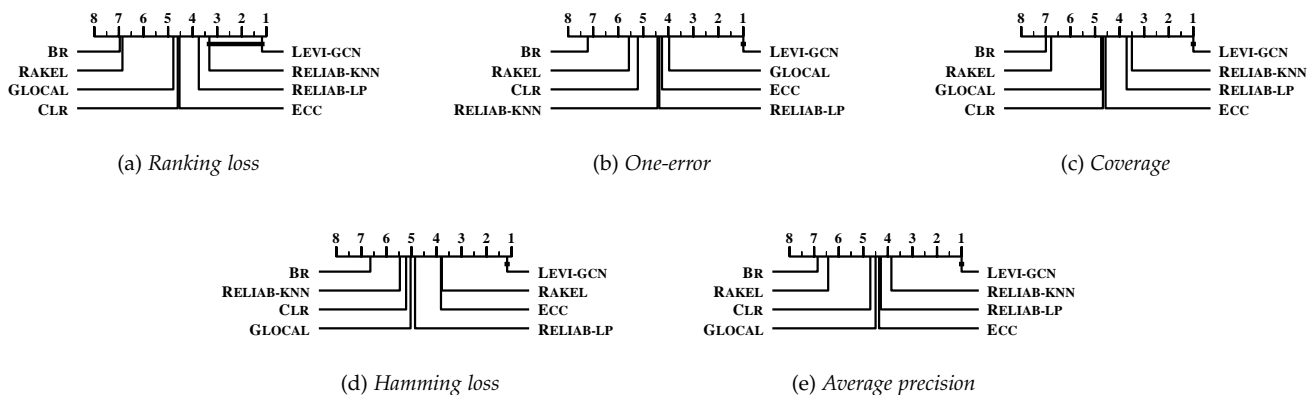 8 7 6 5 4 3 2 1
BR
RAKEL
GLOCAL
CLR
LEVI-GCN
RELIAB-KNN
RELIAB-LP
ECC
(a) Ranking loss
8 7 6 5 4 3 2 1
BR
RAKEL
CLR
RELIAB-KNN
LEVI-GCN
GLOCAL
ECC
RELIAB-LP
(b) One-error
8 7 6 5 4 3 2 1
BR
RAKEL
GLOCAL
CLR
LEVI-GCN
RELIAB-KNN
RELIAB-LP
ECC
(c) Coverage
8 7 6 5 4 3 2 1
BR
RELIAB-KNN
CLR
GLOCAL
LEVI-GCN
RAKEL
ECC
RELIAB-LP
(d) Hamming loss
8 7 6 5 4 3 2 1
BR
RAKEL
CLR
GLOCAL
LEVI-GCN
RELIAB-KNN
RELIAB-LP
ECC
(e) Average precision